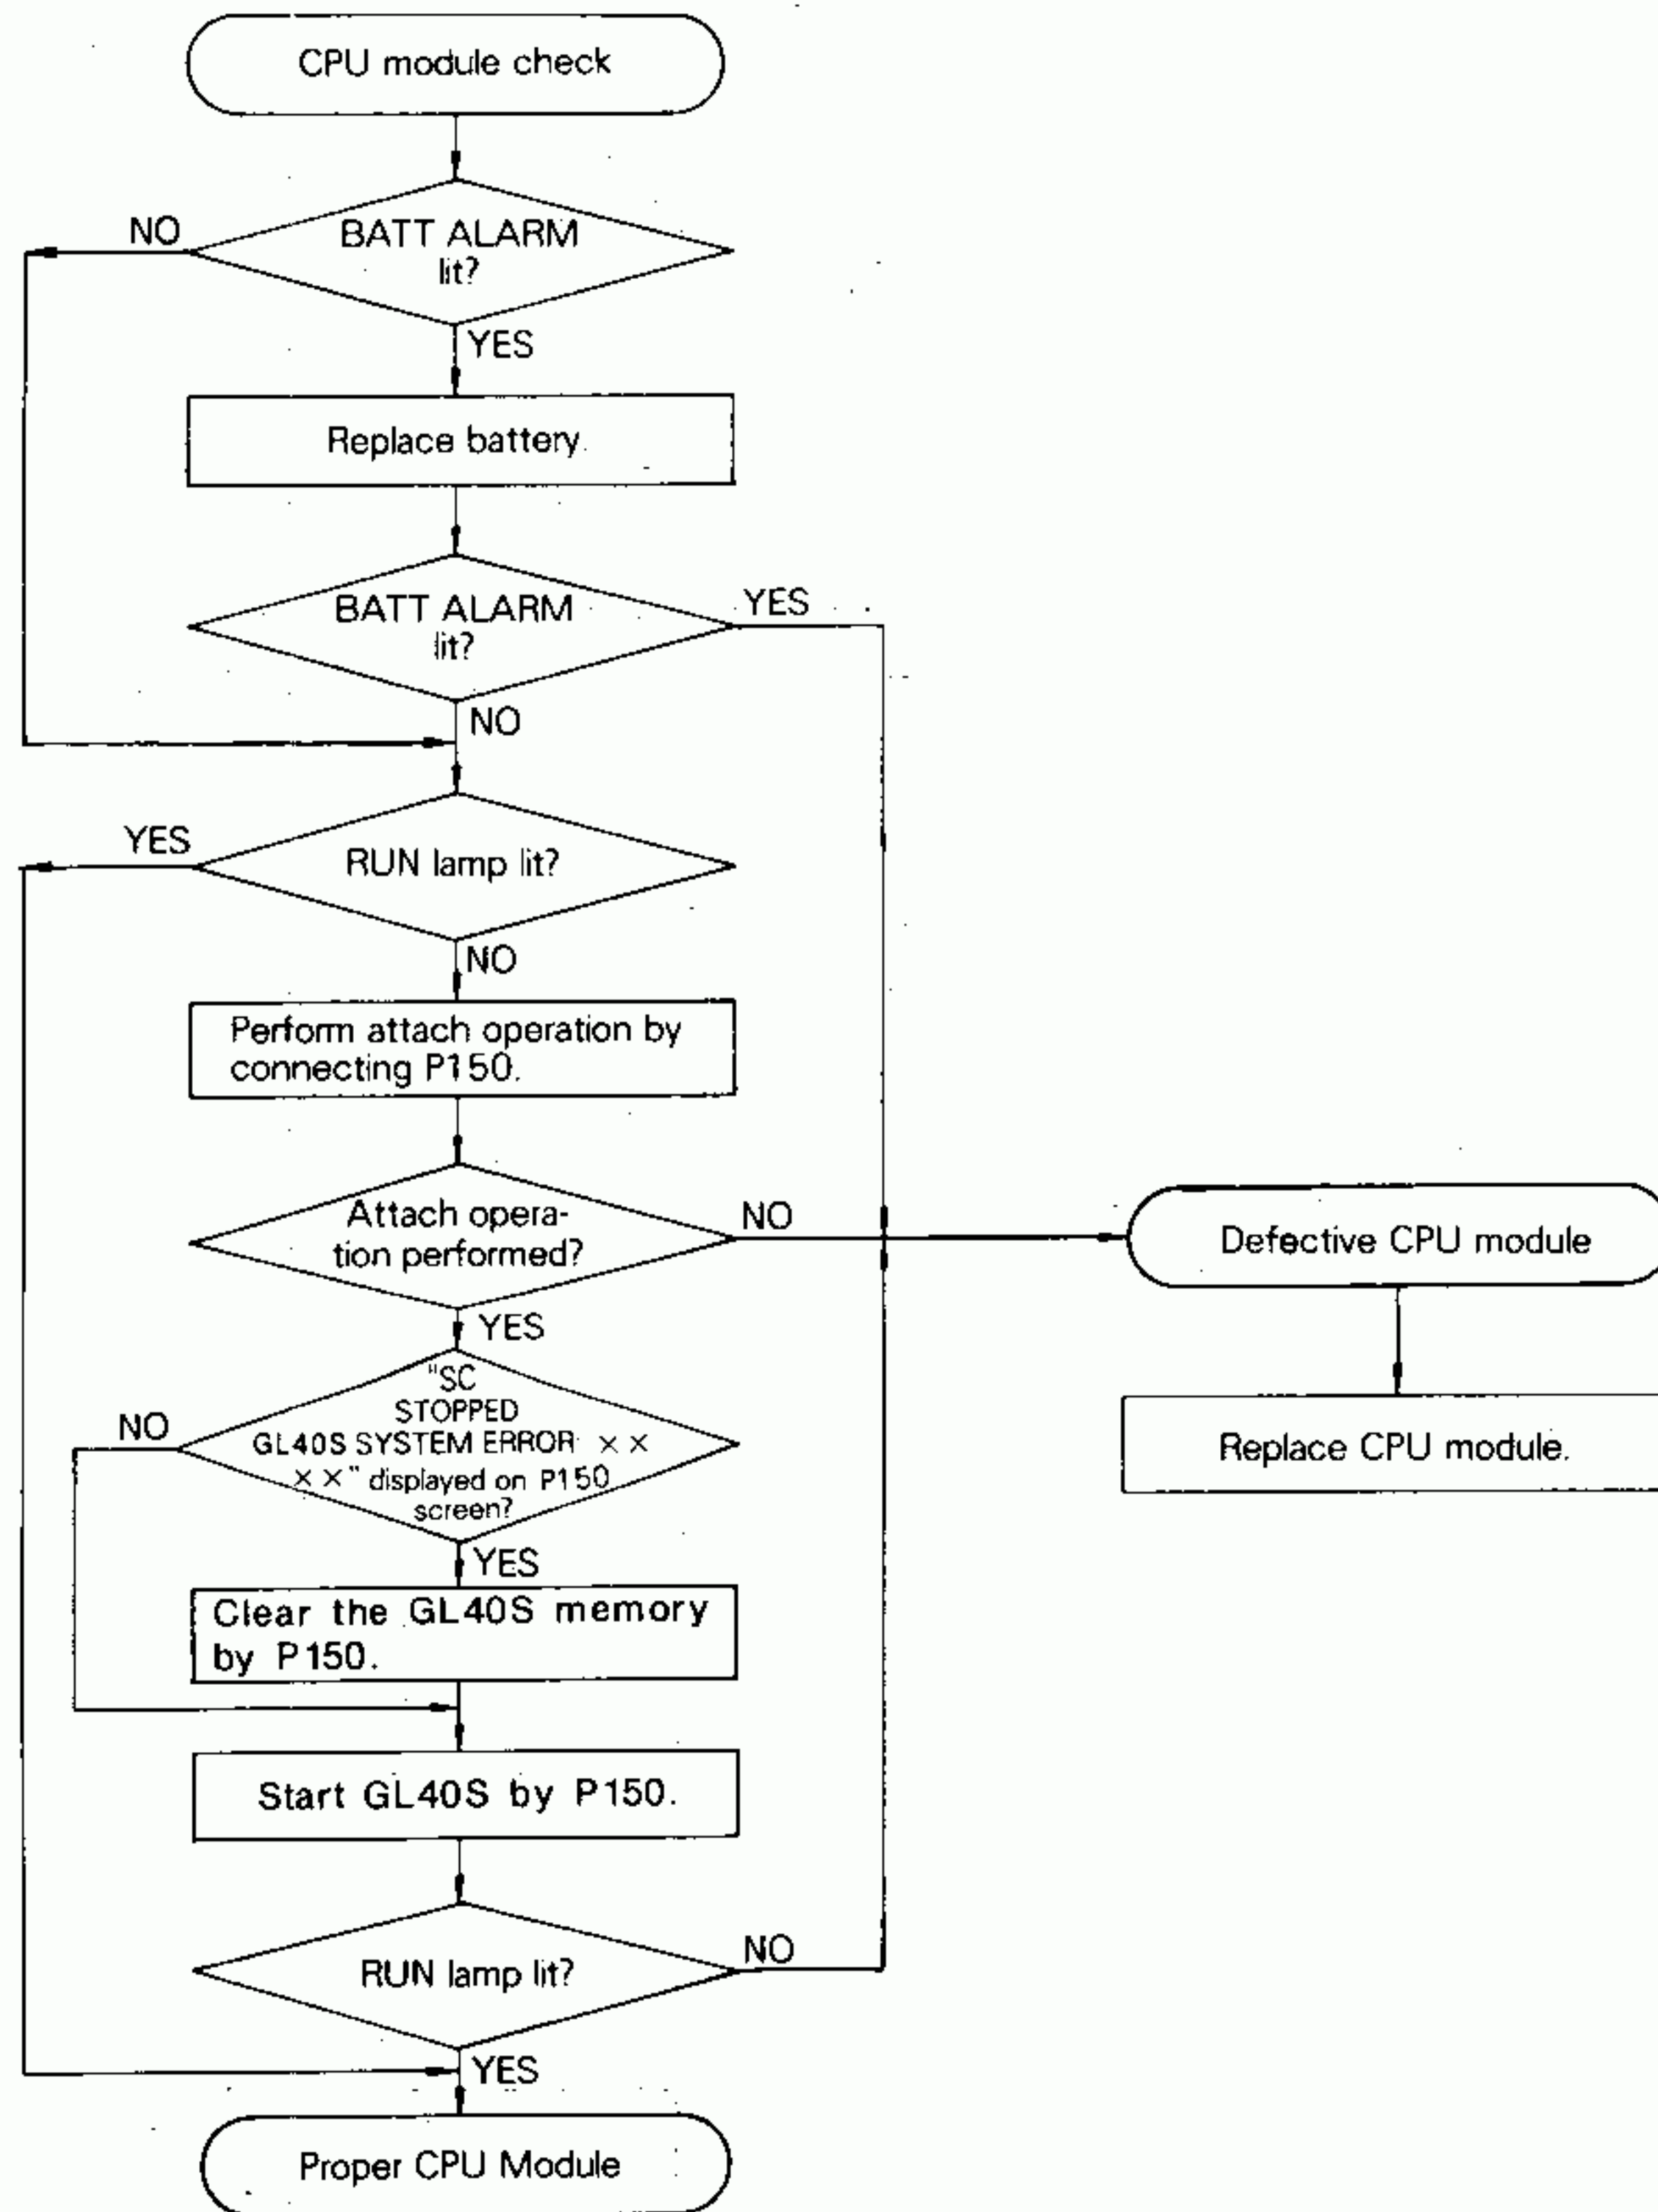 CPU module check
NO
BATT ALARM
lit?
YES
Replace battery.
BATT ALARM
lit?
YES
NO
YES
RUN lamp lit?
NO
Perform attach operation by
connecting P150.
Attach opera-
tion performed?
NO
Defective CPU module
YES
"SC
STOPPED
NO
GL40S SYSTEM ERROR ××
××" displayed on P150
screen?
Replace CPU module.
YES
Clear the GL40S memory
by P150.
Start GL40S by P150.
RUN lamp lit?
NO
YES
Proper CPU Module